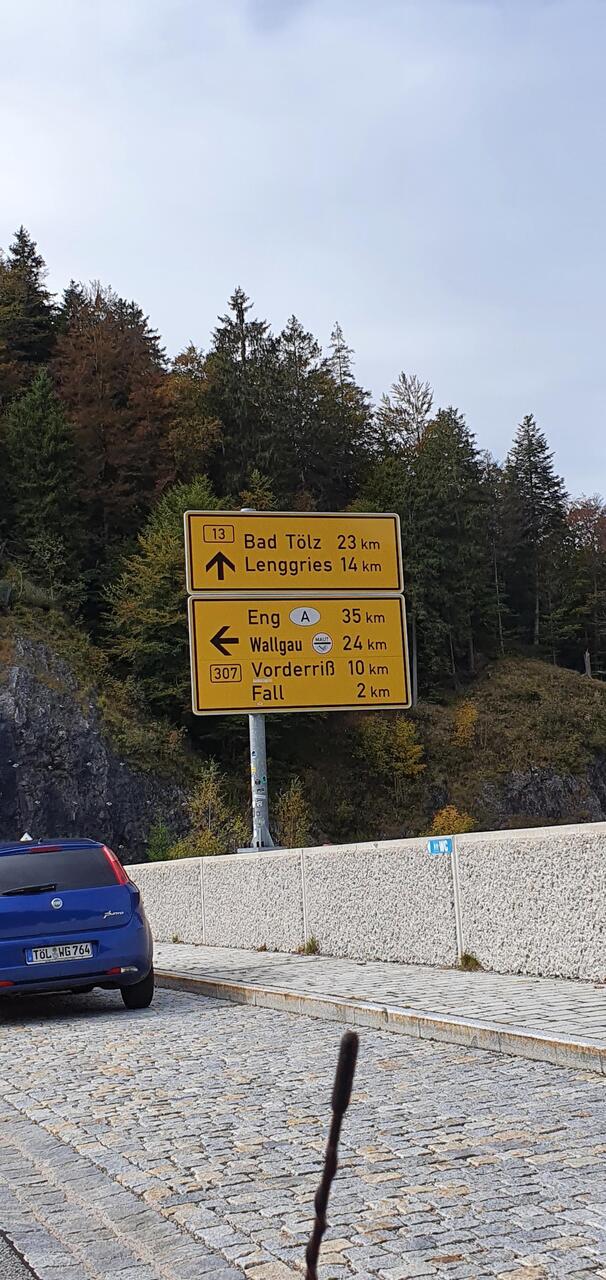 13 Bad Tölz 23 km
Lenggries 14 km
Eng A 35 km
Wallgau MAUT 24 km
307 Vorderriß 10 km
Fall 2 km
WC
TÖL WG 764